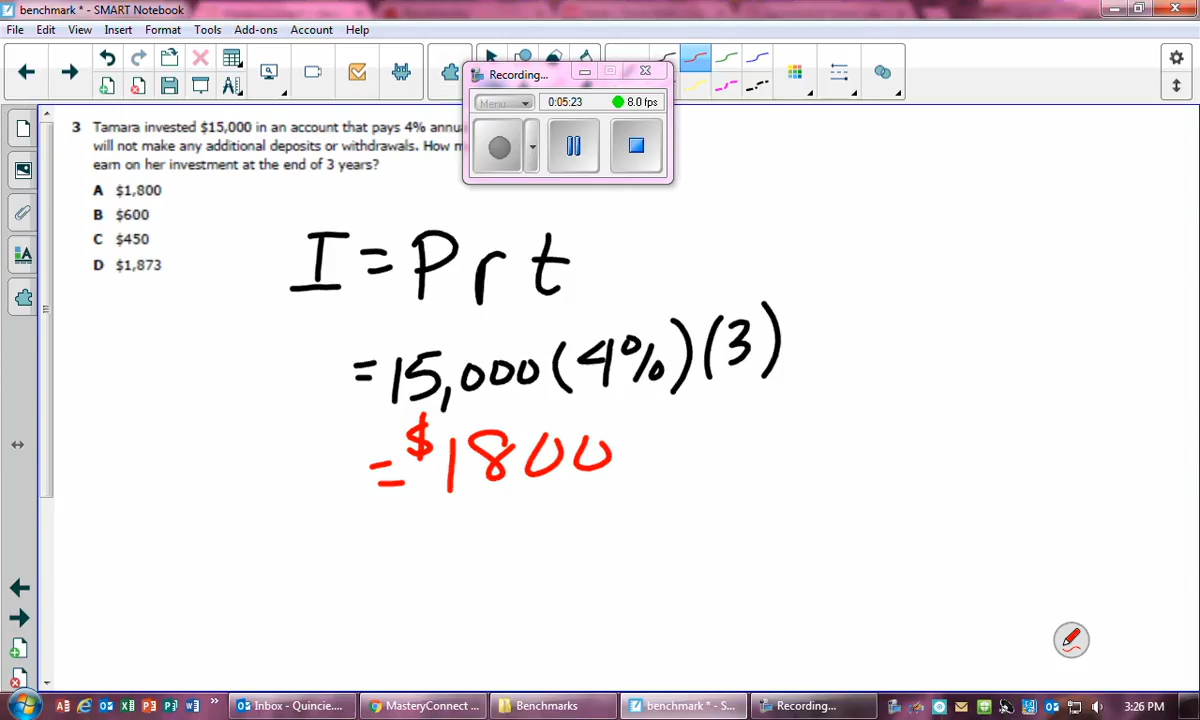 benchmark * - SMART Notebook
File Edit View Insert Format Tools Add-ons Account Help
Recording...
Menu 0:05:23 8.0 fps
3 Tamara invested $15,000 in an account that pays 4% annua
will not make any additional deposits or withdrawals. How m
earn on her investment at the end of 3 years?
A $1,800
B $600
C $450
D $1,873
I = P r t
= 15,000 (4%) (3)
= $1800
Inbox - Quincie.... MasteryConnect ... Benchmarks benchmark * - S... Recording... 3:26 PM